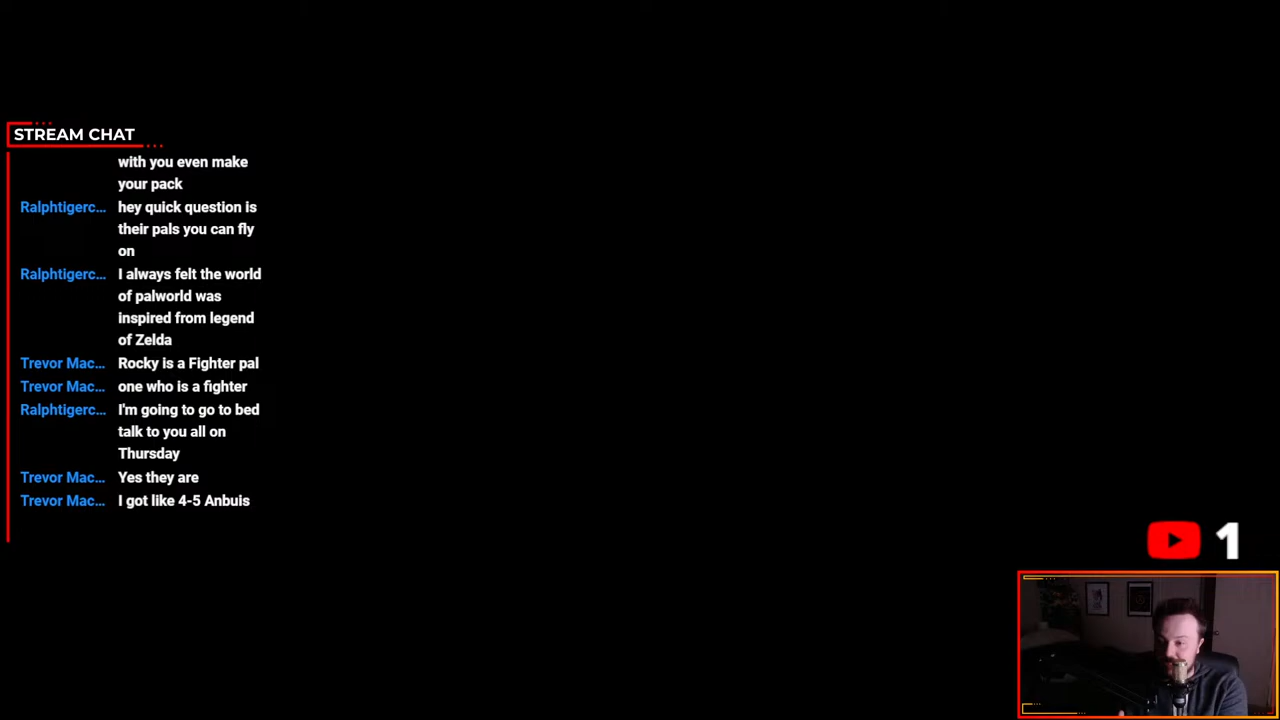 STREAM CHAT
with you even make
your pack
Ralphtigerc... hey quick question is
their pals you can fly
on
Ralphtigerc... I always felt the world
of palworld was
inspired from legend
of Zelda
Trevor Mac... Rocky is a Fighter pal
Trevor Mac... one who is a fighter
Ralphtigerc... I'm going to go to bed
talk to you all on
Thursday
Trevor Mac... Yes they are
Trevor Mac... I got like 4-5 Anbuis
1